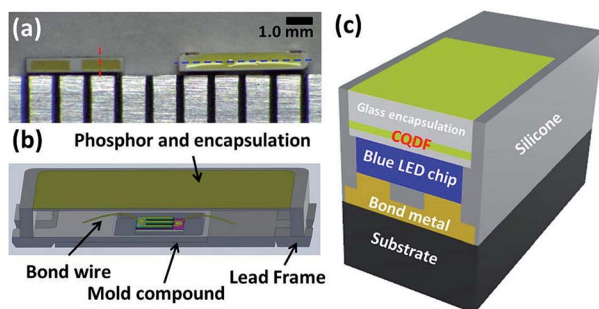 (a)
1.0 mm
(b)
Phosphor and encapsulation
Bond wire
Mold compound
Lead Frame
(c)
Glass encapsulation
CQDF
Blue LED chip
Bond metal
Substrate
Silicone